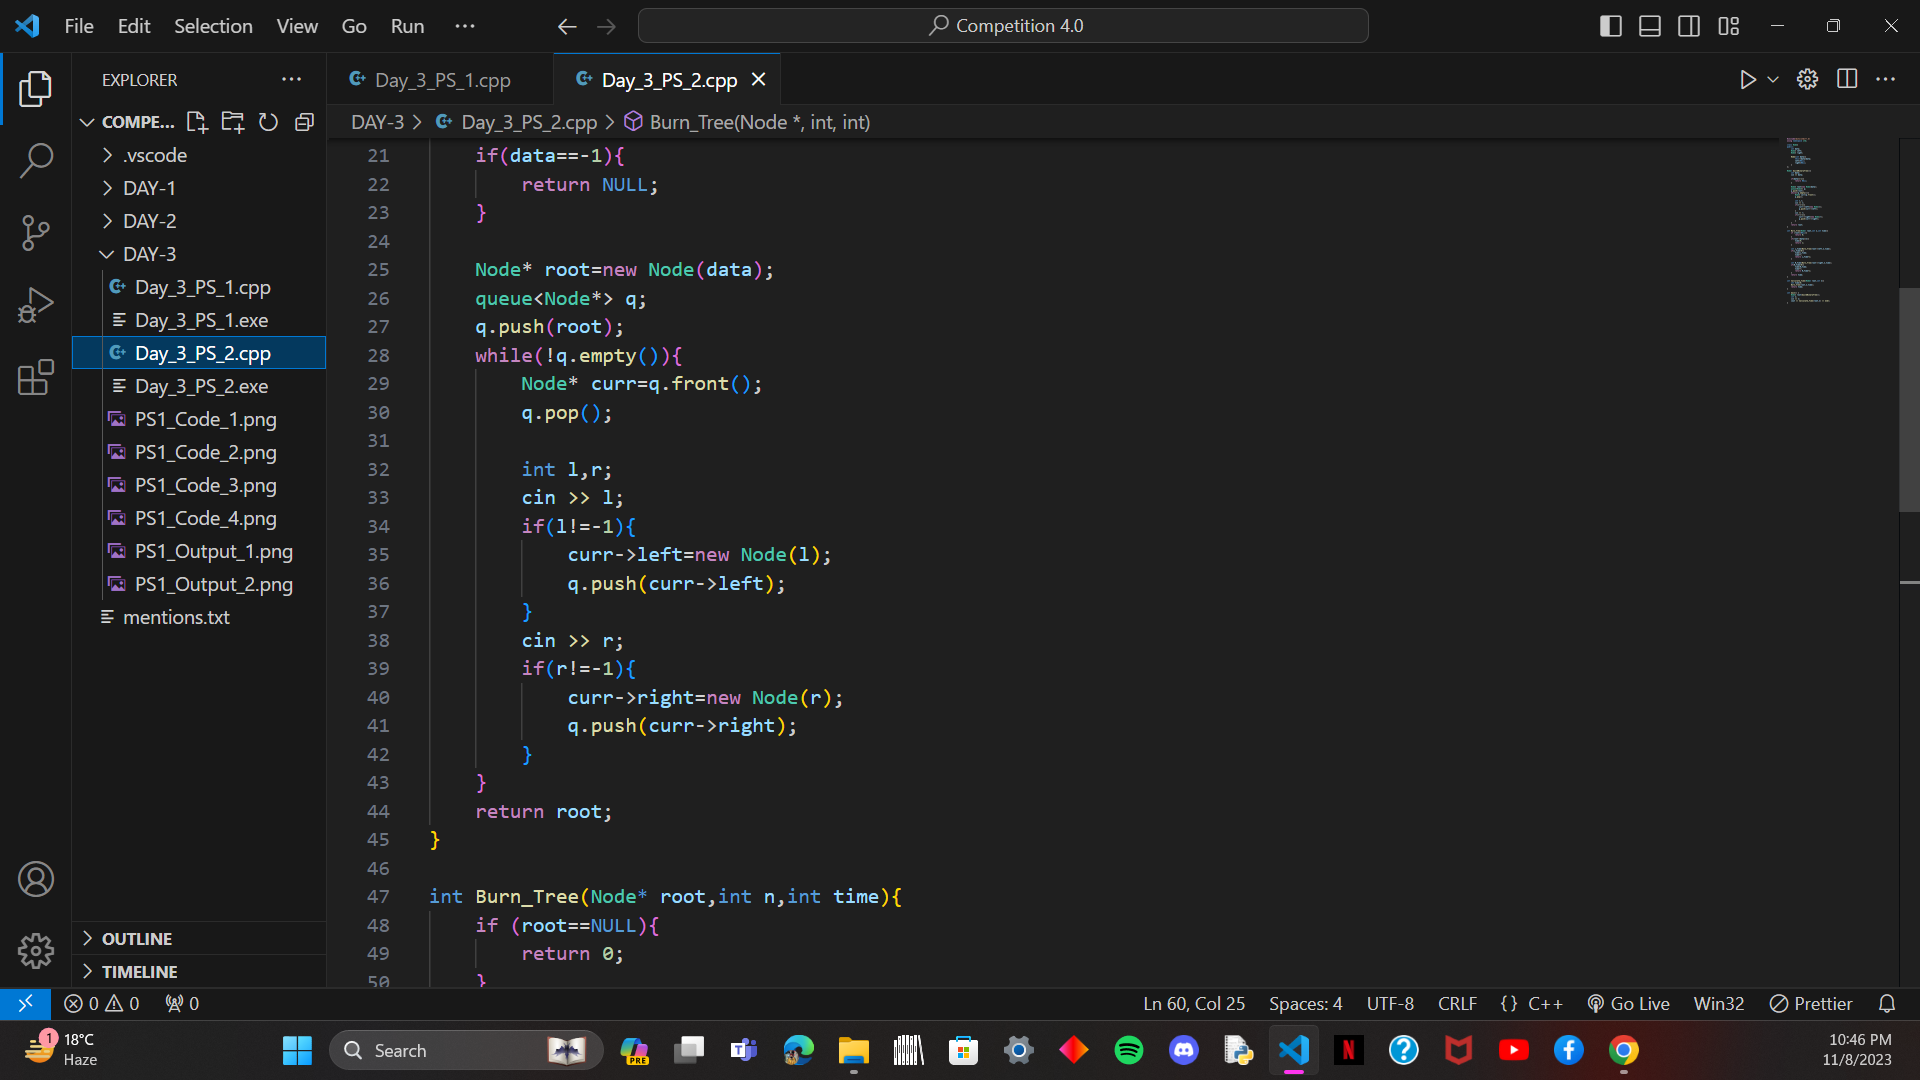 File Edit Selection View Go Run ··· Competition 4.0
EXPLORER ···
COMPE...
.vscode
DAY-1
DAY-2
DAY-3
Day_3_PS_1.cpp
Day_3_PS_1.exe
Day_3_PS_2.cpp
Day_3_PS_2.exe
PS1_Code_1.png
PS1_Code_2.png
PS1_Code_3.png
PS1_Code_4.png
PS1_Output_1.png
PS1_Output_2.png
mentions.txt
OUTLINE
TIMELINE
Day_3_PS_1.cpp Day_3_PS_2.cpp
DAY-3 > Day_3_PS_2.cpp > Burn_Tree(Node *, int, int)
21 if(data==-1){
22 return NULL;
23 }
24
25 Node* root=new Node(data);
26 queue<Node*> q;
27 q.push(root);
28 while(!q.empty()){
29 Node* curr=q.front();
30 q.pop();
31
32 int l,r;
33 cin >> l;
34 if(l!=-1){
35 curr->left=new Node(l);
36 q.push(curr->left);
37 }
38 cin >> r;
39 if(r!=-1){
40 curr->right=new Node(r);
41 q.push(curr->right);
42 }
43 }
44 return root;
45 }
46
47 int Burn_Tree(Node* root,int n,int time){
48 if (root==NULL){
49 return 0;
50 }
0 0 0 Ln 60, Col 25 Spaces: 4 UTF-8 CRLF {} C++ Go Live Win32 Prettier
1 18°C
Haze
Search
PRE
10:46 PM
11/8/2023